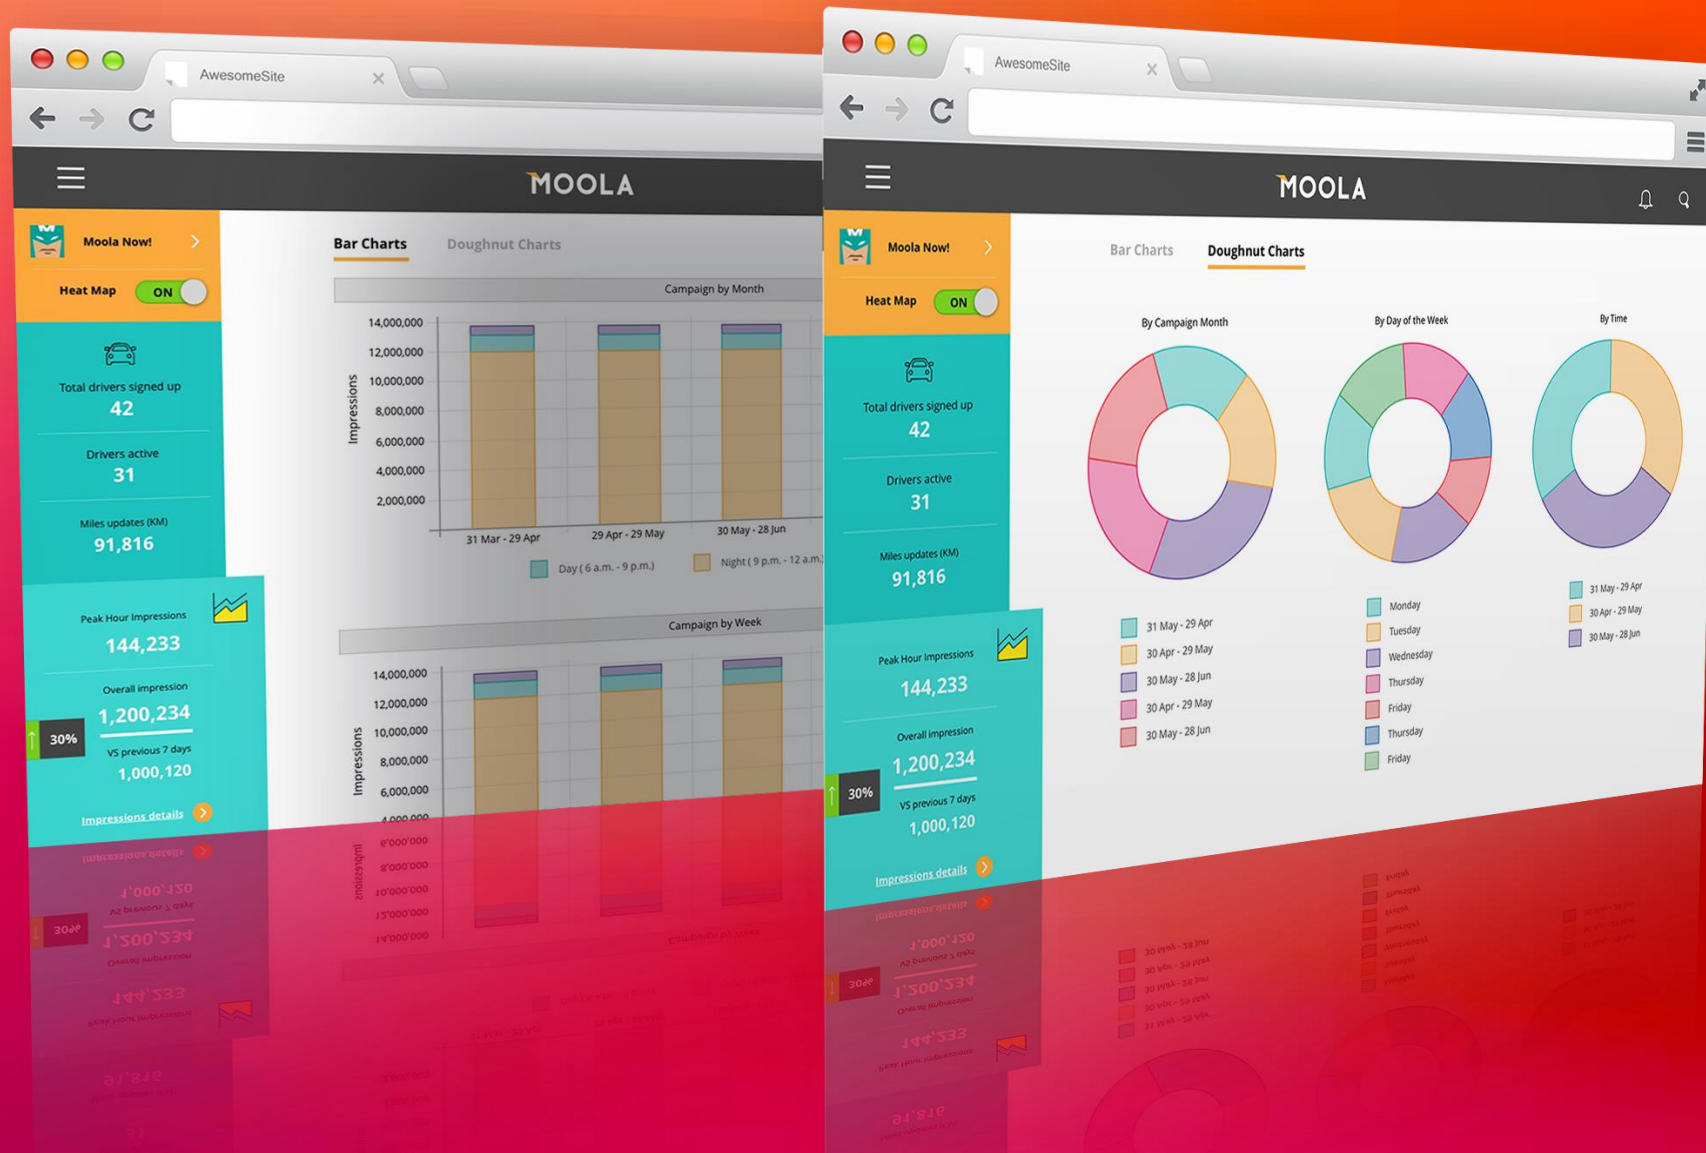 AwesomeSite
MOOLA
Moola Now!
Heat Map ON
Total drivers signed up
42
Drivers active
31
Miles updates (KM)
91,816
Peak Hour Impressions
144,233
Overall impression
1,200,234
30%
VS previous 7 days
1,000,120
Impressions details
Bar Charts Doughnut Charts
Campaign by Month
Impressions
14,000,000
12,000,000
10,000,000
8,000,000
6,000,000
4,000,000
2,000,000
31 Mar - 29 Apr 29 Apr - 29 May 30 May - 28 Jun
Day ( 6 a.m. - 9 p.m.) Night ( 9 p.m. - 12 a.m.)
Campaign by Week
Impressions
14,000,000
12,000,000
10,000,000
8,000,000
6,000,000
4,000,000
AwesomeSite
MOOLA
Moola Now!
Heat Map ON
Total drivers signed up
42
Drivers active
31
Miles updates (KM)
91,816
Peak Hour Impressions
144,233
Overall impression
1,200,234
30%
VS previous 7 days
1,000,120
Impressions details
Bar Charts Doughnut Charts
By Campaign Month
31 May - 29 Apr
30 Apr - 29 May
30 May - 28 Jun
30 Apr - 29 May
30 May - 28 Jun
By Day of the Week
Monday
Tuesday
Wednesday
Thursday
Friday
Thursday
Friday
By Time
31 May - 29 Apr
30 Apr - 29 May
30 May - 28 Jun